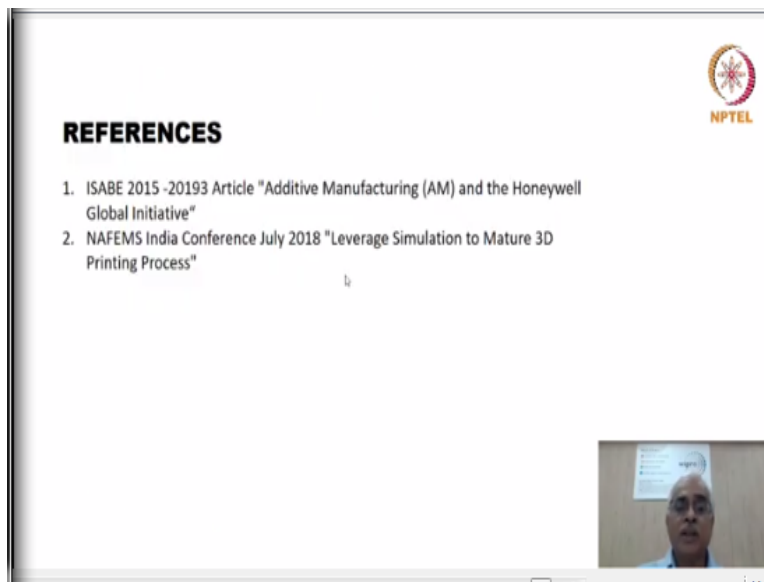 NPTEL
REFERENCES
1. ISABE 2015 -20193 Article "Additive Manufacturing (AM) and the Honeywell
Global Initiative“
2. NAFEMS India Conference July 2018 "Leverage Simulation to Mature 3D
Printing Process"
wipro